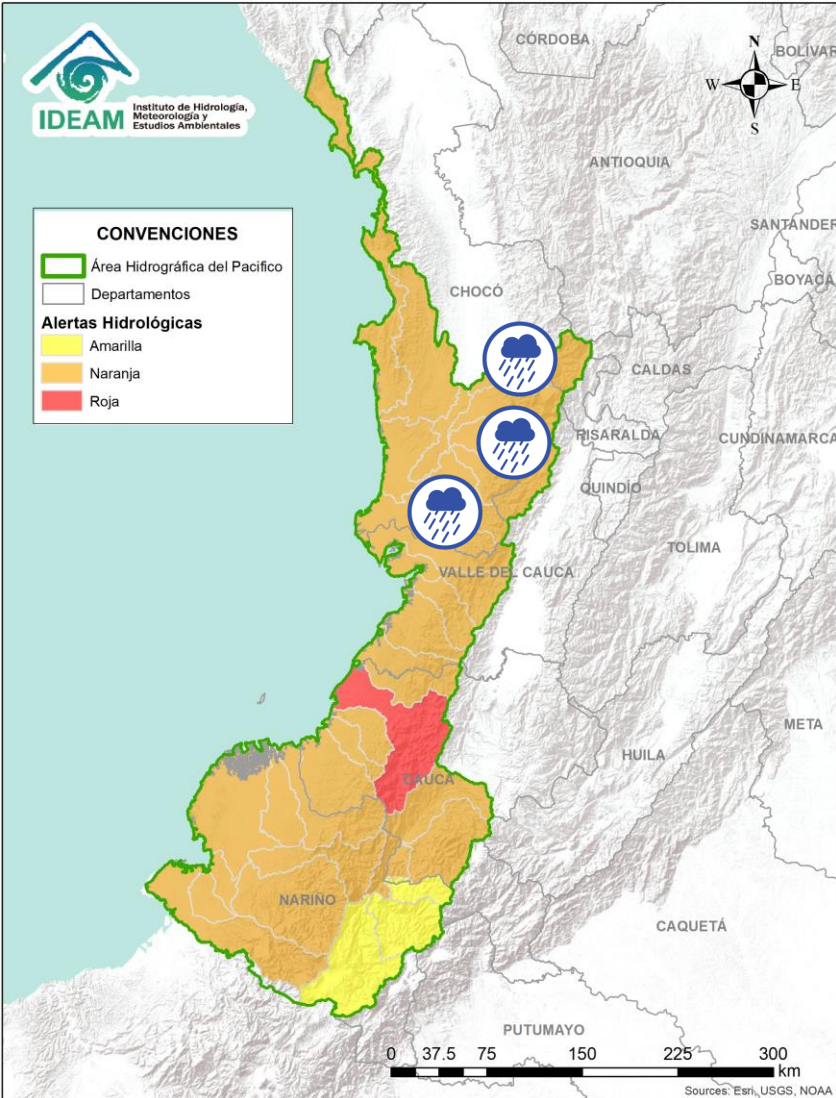 IDEAM
Instituto de Hidrología,
Meteorología y
Estudios Ambientales
CÓRDOBA
BOLÍVAR
N
W
E
S
ANTIOQUIA
SANTANDER
BOYACÁ
CONVENCIONES
Área Hidrográfica del Pacifico
Departamentos
Alertas Hidrológicas
Amarilla
Naranja
Roja
CHOCÓ
CALDAS
RISARALDA
CUNDINAMARCA
QUINDÍO
TOLIMA
VALLE DEL CAUCA
META
HUILA
CAUCA
NARIÑO
CAQUETÁ
PUTUMAYO
0 37.5 75 150 225 300
km
Sources: Esri, USGS, NOAA